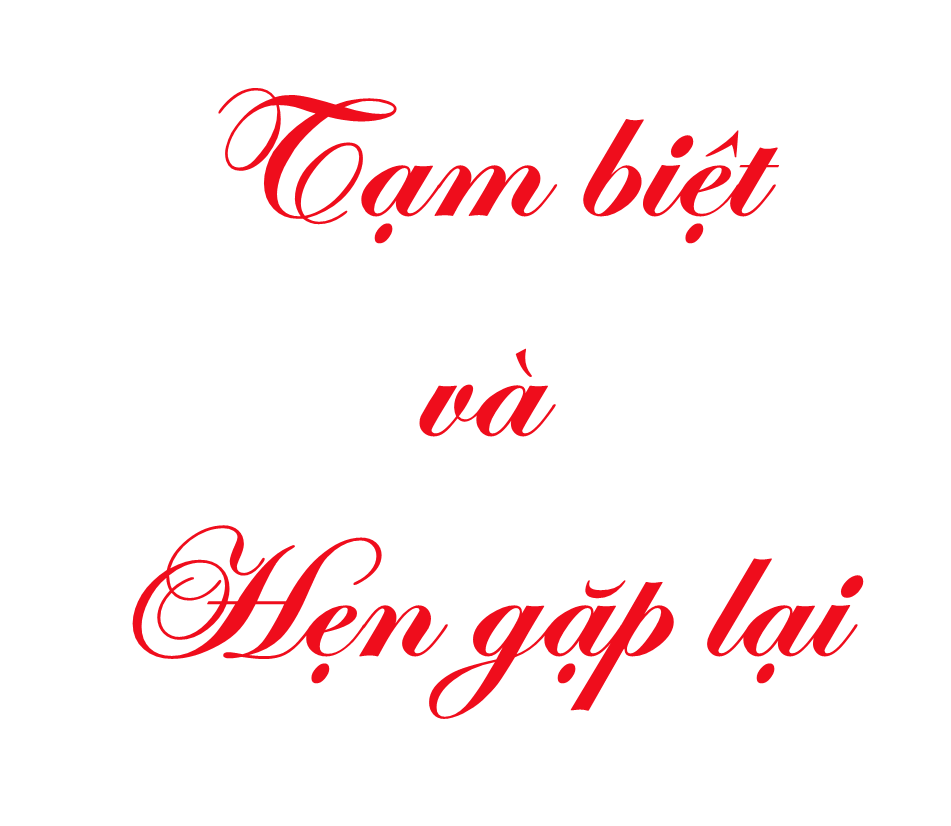 Tạm biệt
và
Hẹn gặp lại